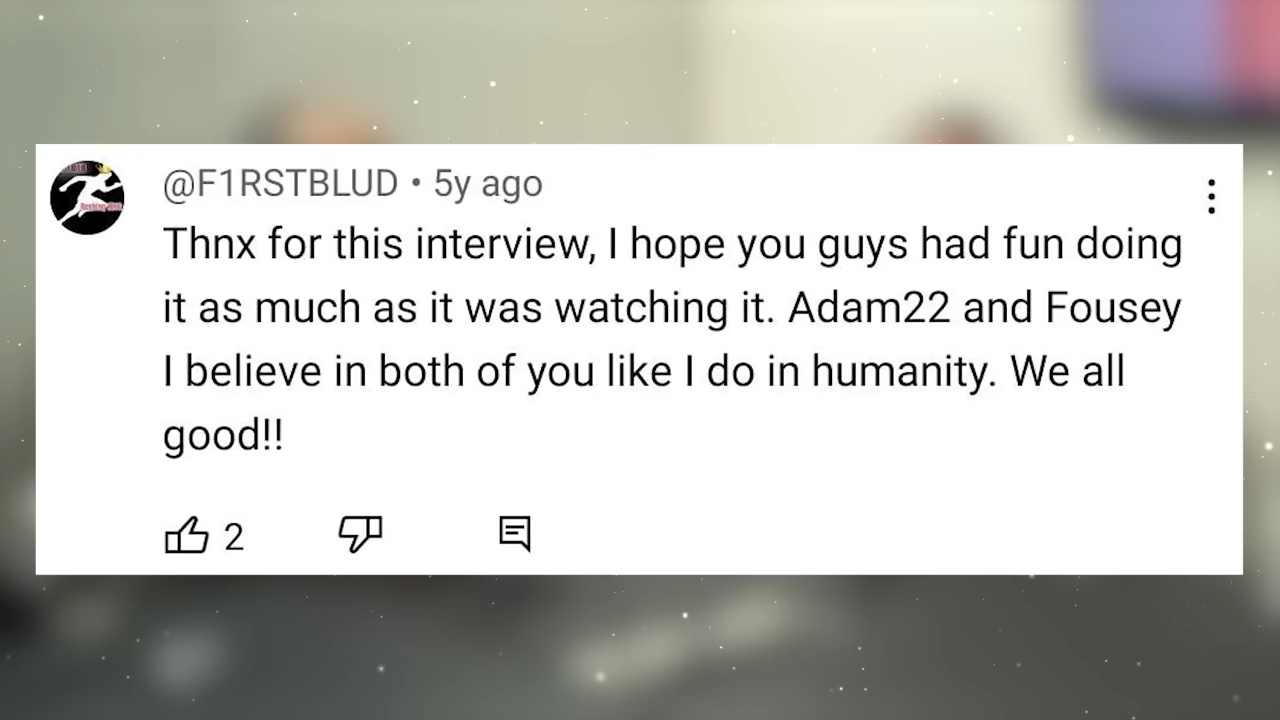 @F1RSTBLUD • 5y ago
Thnx for this interview, I hope you guys had fun doing
it as much as it was watching it. Adam22 and Fousey
I believe in both of you like I do in humanity. We all
good!!
2